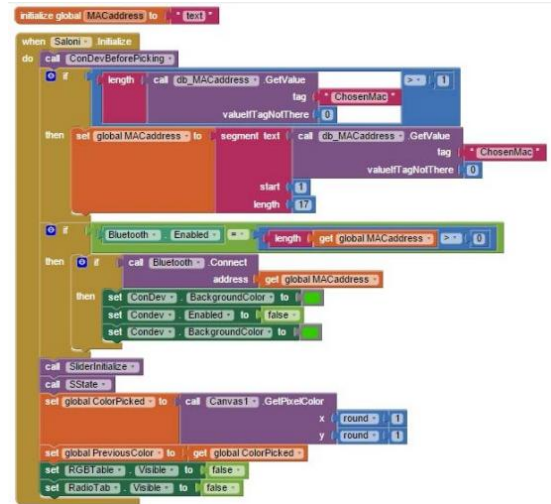 initialize global MACaddress to " text "
when Saloni .Initialize
do call ConDevBeforePicking
if length call db_MACaddress .GetValue > 1
tag " ChosenMac "
valueIfTagNotThere 0
then set global MACaddress to segment text call db_MACaddress .GetValue
tag " ChosenMac "
valueIfTagNotThere 0
start 1
length 17
if Bluetooth . Enabled = length get global MACaddress > 0
then if call Bluetooth .Connect
address get global MACaddress
then set ConDev . BackgroundColor to
set Condev . Enabled to false
set Condev . BackgroundColor to
call SliderInitialize
call SState
set global ColorPicked to call Canvas1 .GetPixelColor
x round 1
y round 1
set global PreviousColor to get global ColorPicked
set RGBTable . Visible to false
set RadioTab . Visible to false